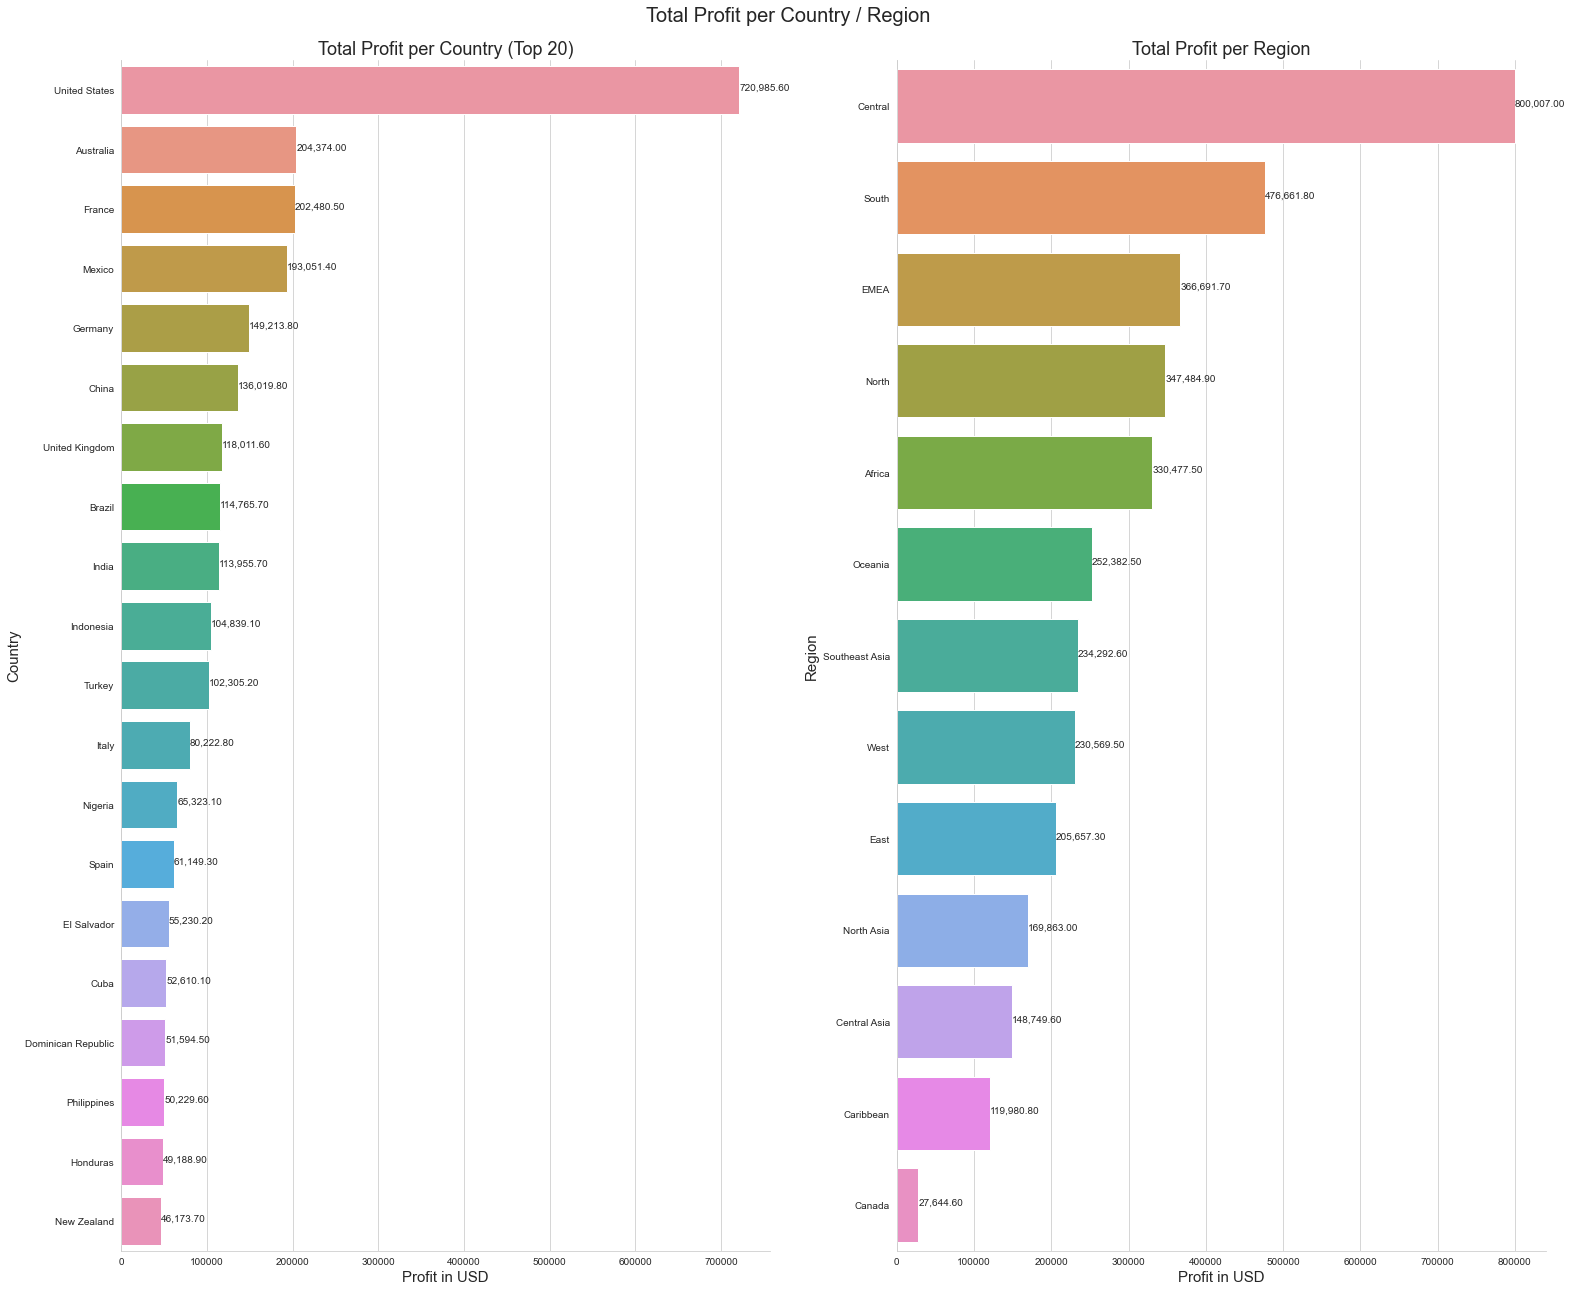 Total Profit per Country / Region
Total Profit per Country (Top 20)
United States 720,985.60
Australia 204,374.00
France 202,480.50
Mexico 193,051.40
Germany 149,213.80
China 136,019.80
United Kingdom 118,011.60
Brazil 114,765.70
India 113,955.70
Indonesia 104,839.10
Turkey 102,305.20
Italy 80,222.80
Nigeria 65,323.10
Spain 61,149.30
El Salvador 55,230.20
Cuba 52,610.10
Dominican Republic 51,594.50
Philippines 50,229.60
Honduras 49,188.90
New Zealand 46,173.70
Country
0 100000 200000 300000 400000 500000 600000 700000
Profit in USD
Total Profit per Region
Central 800,007.00
South 476,661.80
EMEA 366,691.70
North 347,484.90
Africa 330,477.50
Oceania 252,382.50
Southeast Asia 234,292.60
West 230,569.50
East 205,657.30
North Asia 169,863.00
Central Asia 148,749.60
Caribbean 119,980.80
Canada 27,644.60
Region
0 100000 200000 300000 400000 500000 600000 700000 800000
Profit in USD